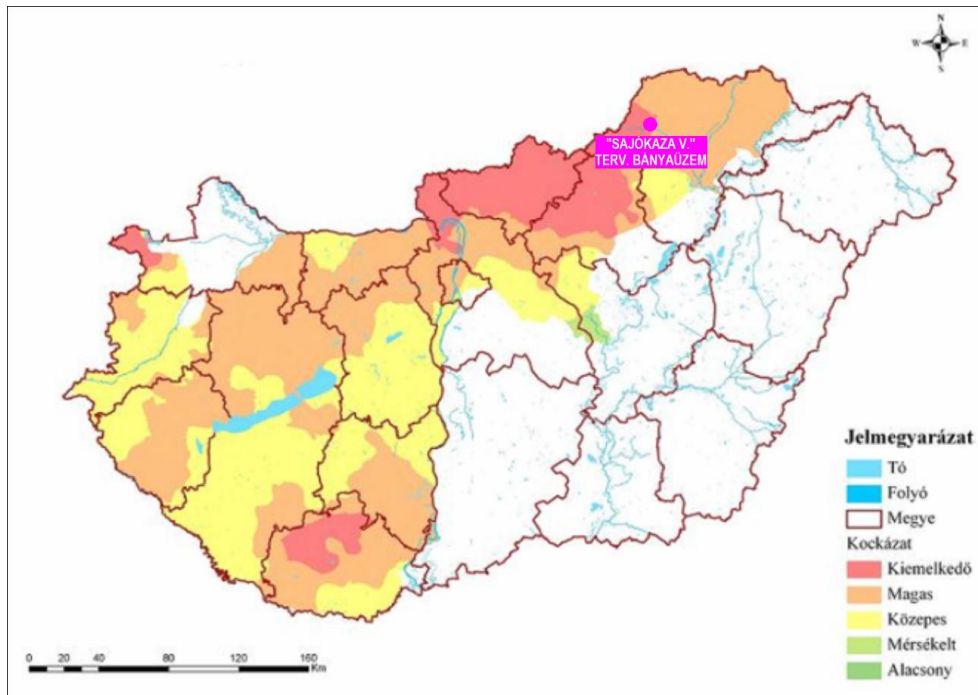 N
W E
S
"SAJÓKAZA V."
TERV. BÁNYAÜZEM
Jelmegyarázat
Tó
Folyó
Megye
Kockázat
Kiemelkedő
Magas
Közepes
Mérsékelt
Alacsony
0 20 40 80 120 160
Km